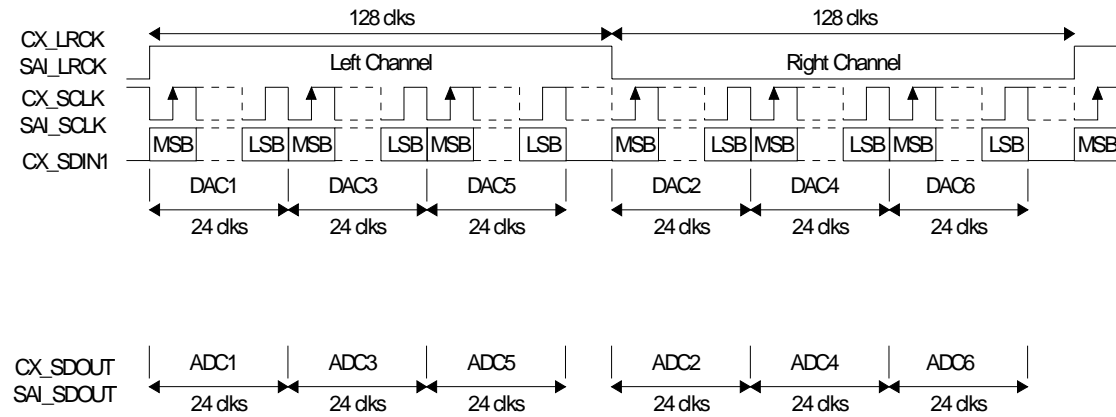 128 clks 128 clks
CX_LRCK
SAI_LRCK Left Channel Right Channel
CX_SCLK
SAI_SCLK
MSB LSB MSB LSB MSB LSB MSB LSB MSB LSB MSB LSB MSB
CX_SDIN1
DAC1 DAC3 DAC5 DAC2 DAC4 DAC6
24 clks 24 clks 24 clks 24 clks 24 clks 24 clks
CX_SDOUT ADC1 ADC3 ADC5 ADC2 ADC4 ADC6
SAI_SDOUT
24 clks 24 clks 24 clks 24 clks 24 clks 24 clks